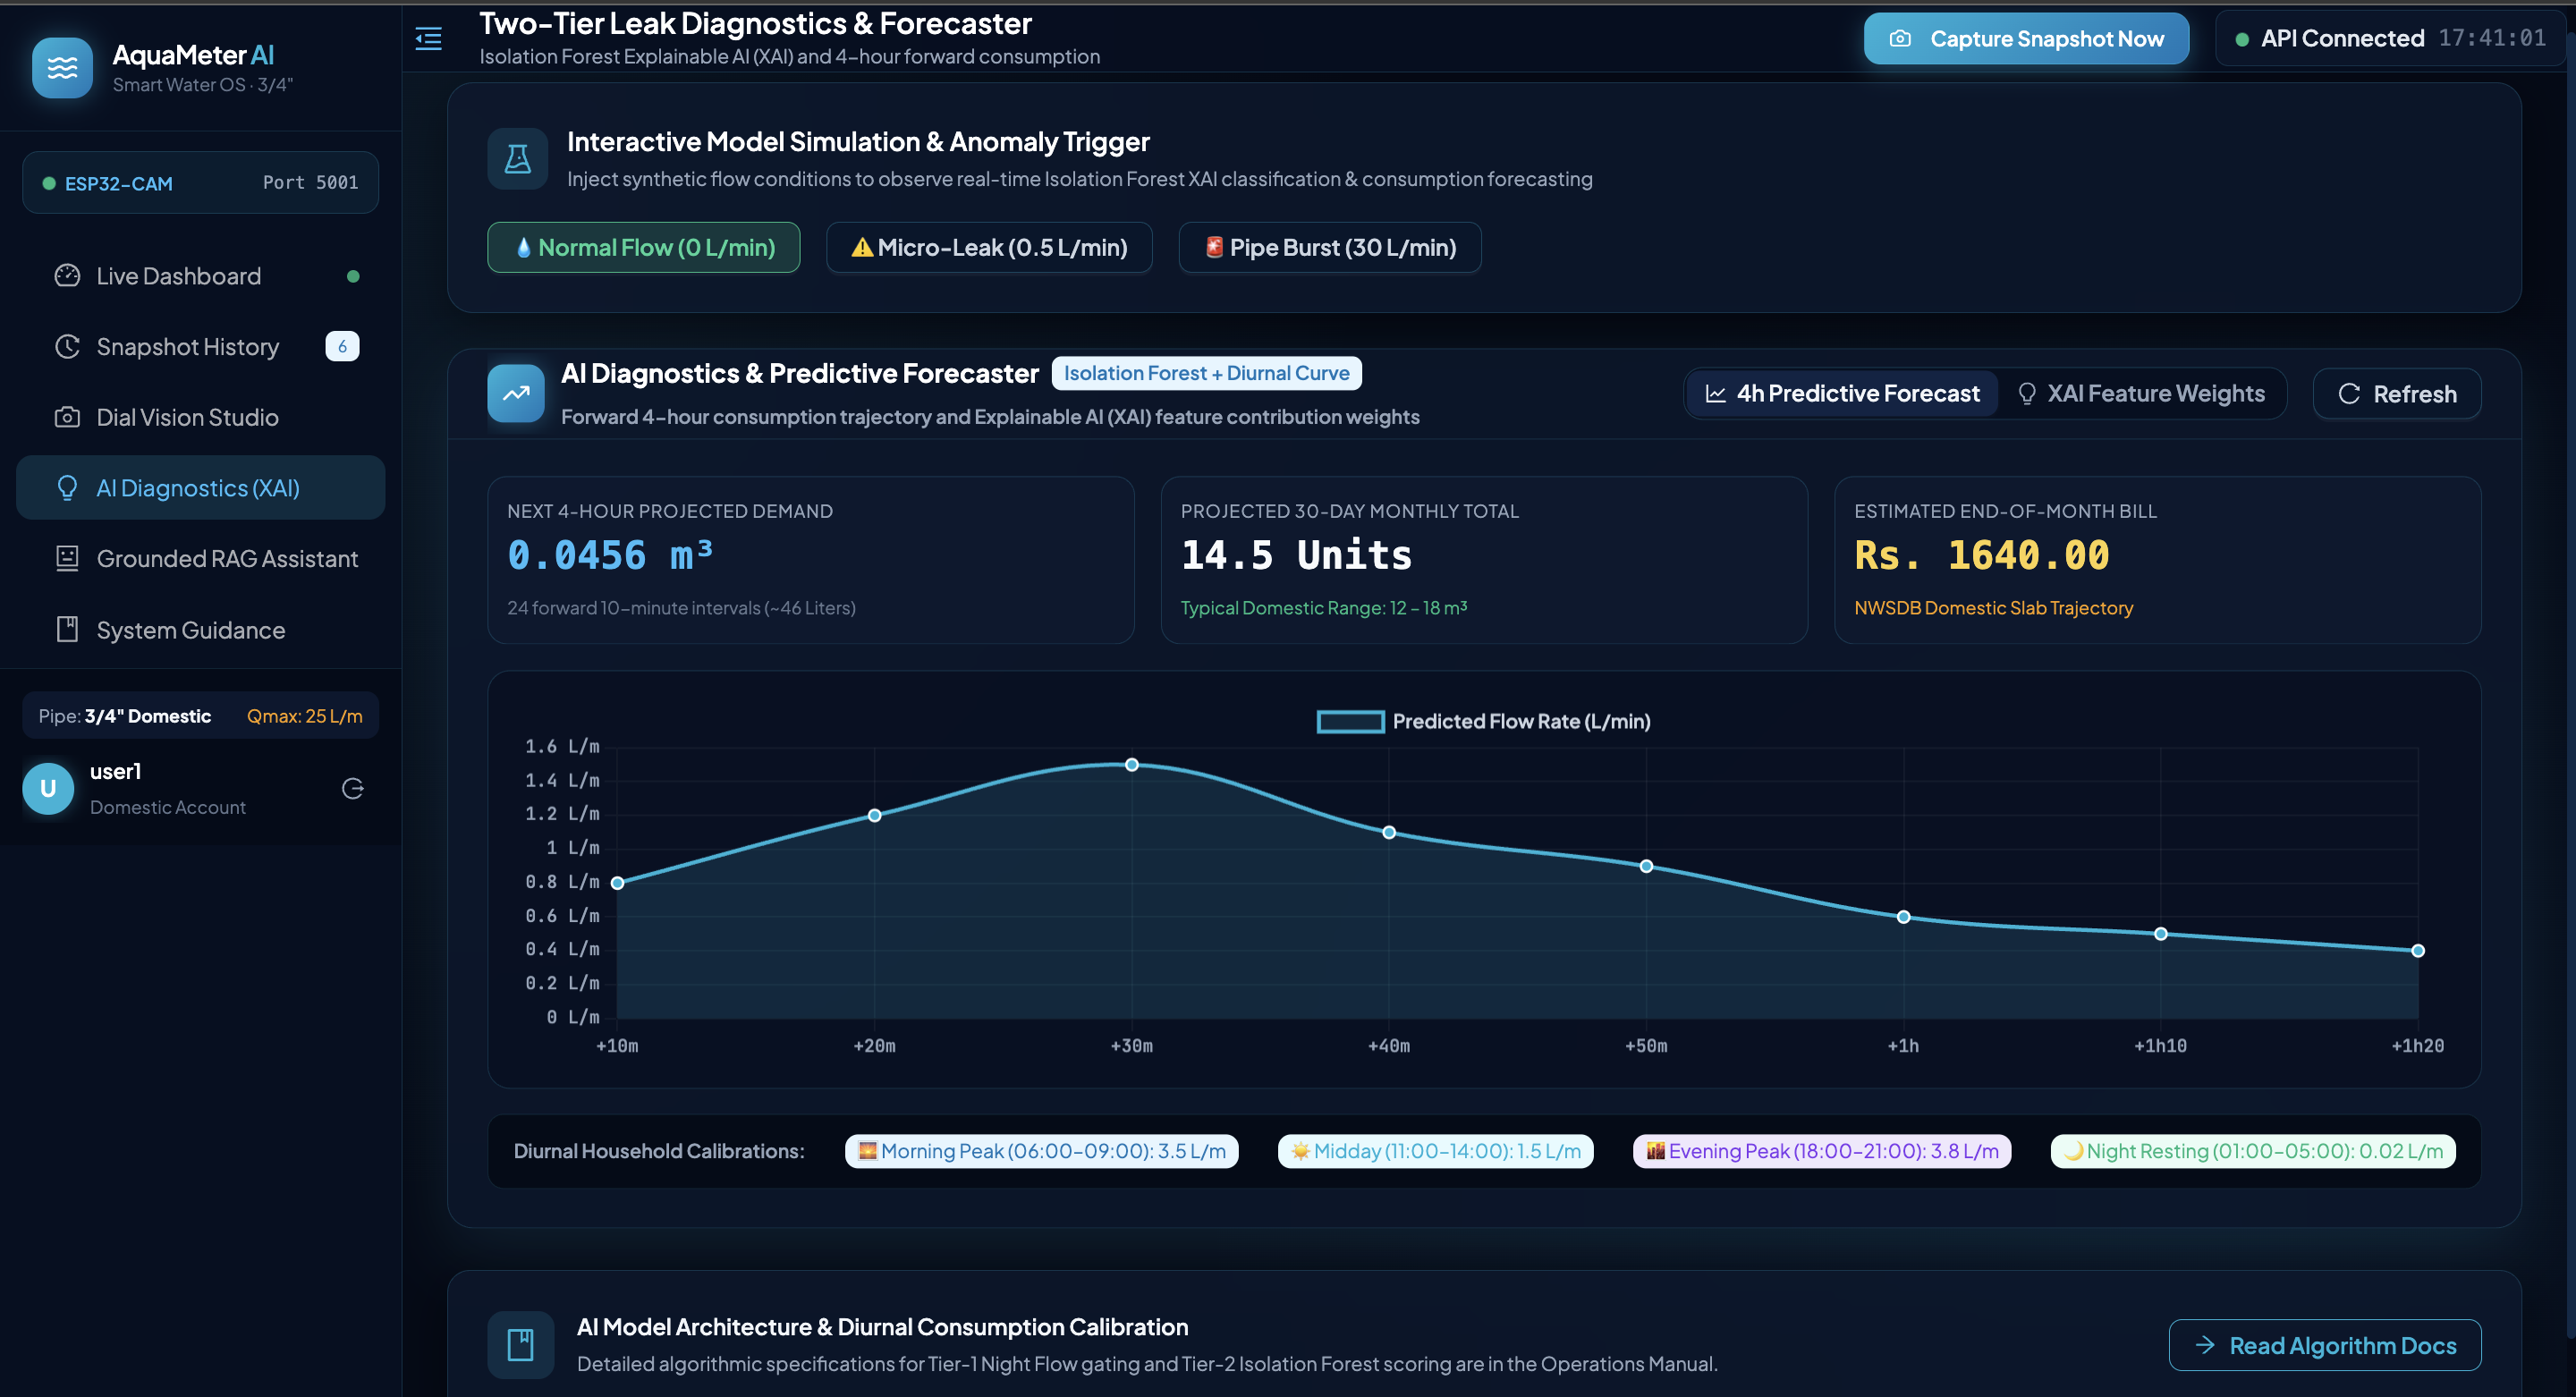 AquaMeter AI
Smart Water OS · 3/4"
ESP32-CAM
Port 5001
Live Dashboard
Snapshot History
6
Dial Vision Studio
AI Diagnostics (XAI)
Grounded RAG Assistant
System Guidance
Pipe: 3/4" Domestic
Qmax: 25 L/m
U
user1
Domestic Account
Two-Tier Leak Diagnostics & Forecaster
Isolation Forest Explainable AI (XAI) and 4-hour forward consumption
Capture Snapshot Now
API Connected 17:41:01
Interactive Model Simulation & Anomaly Trigger
Inject synthetic flow conditions to observe real-time Isolation Forest XAI classification & consumption forecasting
💧 Normal Flow (0 L/min)
⚠️ Micro-Leak (0.5 L/min)
🚨 Pipe Burst (30 L/min)
AI Diagnostics & Predictive Forecaster
Isolation Forest + Diurnal Curve
Forward 4-hour consumption trajectory and Explainable AI (XAI) feature contribution weights
4h Predictive Forecast
XAI Feature Weights
Refresh
NEXT 4-HOUR PROJECTED DEMAND
0.0456 m³
24 forward 10-minute intervals (~46 Liters)
PROJECTED 30-DAY MONTHLY TOTAL
14.5 Units
Typical Domestic Range: 12 – 18 m³
ESTIMATED END-OF-MONTH BILL
Rs. 1640.00
NWSDB Domestic Slab Trajectory
Predicted Flow Rate (L/min)
1.6 L/m
1.4 L/m
1.2 L/m
1 L/m
0.8 L/m
0.6 L/m
0.4 L/m
0.2 L/m
0 L/m
+10m
+20m
+30m
+40m
+50m
+1h
+1h10
+1h20
Diurnal Household Calibrations:
🌅 Morning Peak (06:00-09:00): 3.5 L/m
☀️ Midday (11:00-14:00): 1.5 L/m
🌇 Evening Peak (18:00-21:00): 3.8 L/m
🌙 Night Resting (01:00-05:00): 0.02 L/m
AI Model Architecture & Diurnal Consumption Calibration
Detailed algorithmic specifications for Tier-1 Night Flow gating and Tier-2 Isolation Forest scoring are in the Operations Manual.
Read Algorithm Docs